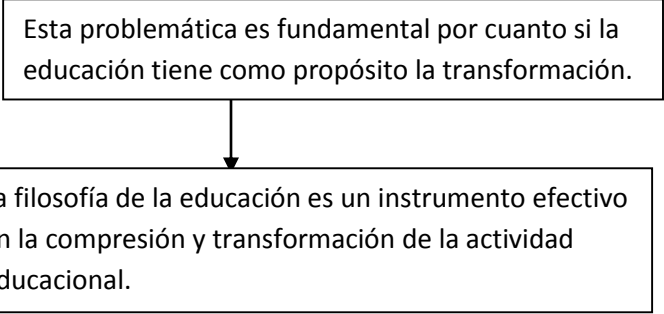 Esta problemática es fundamental por cuanto si la
educación tiene como propósito la transformación.
a filosofía de la educación es un instrumento efectivo
n la compresión y transformación de la actividad
ducacional.